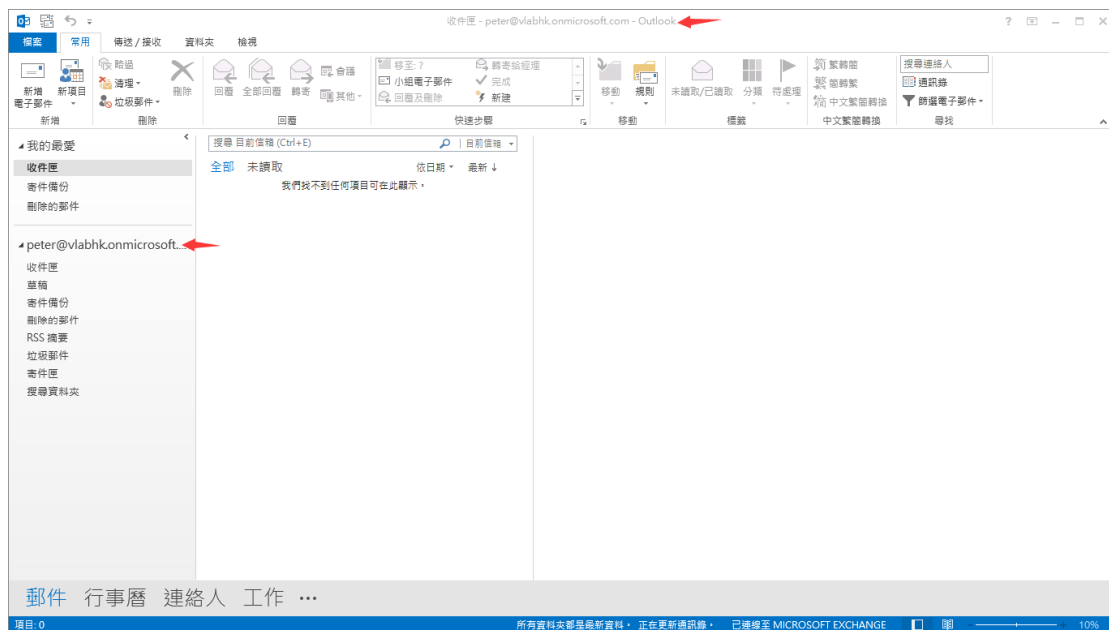 收件匣 - peter@vlabhk.onmicrosoft.com - Outlook
檔案 常用 傳送/接收 資料夾 檢視
新增電子郵件
新項目
略過
清理
垃圾郵件
刪除
回覆 全部回覆 轉寄
會議
其他
移至: ?
小組電子郵件
回覆及刪除
轉寄給經理
完成
新建
移動 規則
未讀取/已讀取 分類 待處理
繁轉簡
簡轉繁
中文繁簡轉換
搜尋連絡人
通訊錄
篩選電子郵件
新增 刪除 回覆 快速步驟 移動 標籤 中文繁簡轉換 尋找
我的最愛
收件匣
寄件備份
刪除的郵件
peter@vlabhk.onmicrosoft....
收件匣
草稿
寄件備份
刪除的郵件
RSS 摘要
垃圾郵件
寄件匣
搜尋資料夾
搜尋 目前信箱 (Ctrl+E) 目前信箱
全部 未讀取 依日期 最新 ↓
我們找不到任何項目可在此顯示。
郵件 行事曆 連絡人 工作 •••
項目: 0 所有資料夾都是最新資料。 正在更新通訊錄。 已連線至 MICROSOFT EXCHANGE 10%